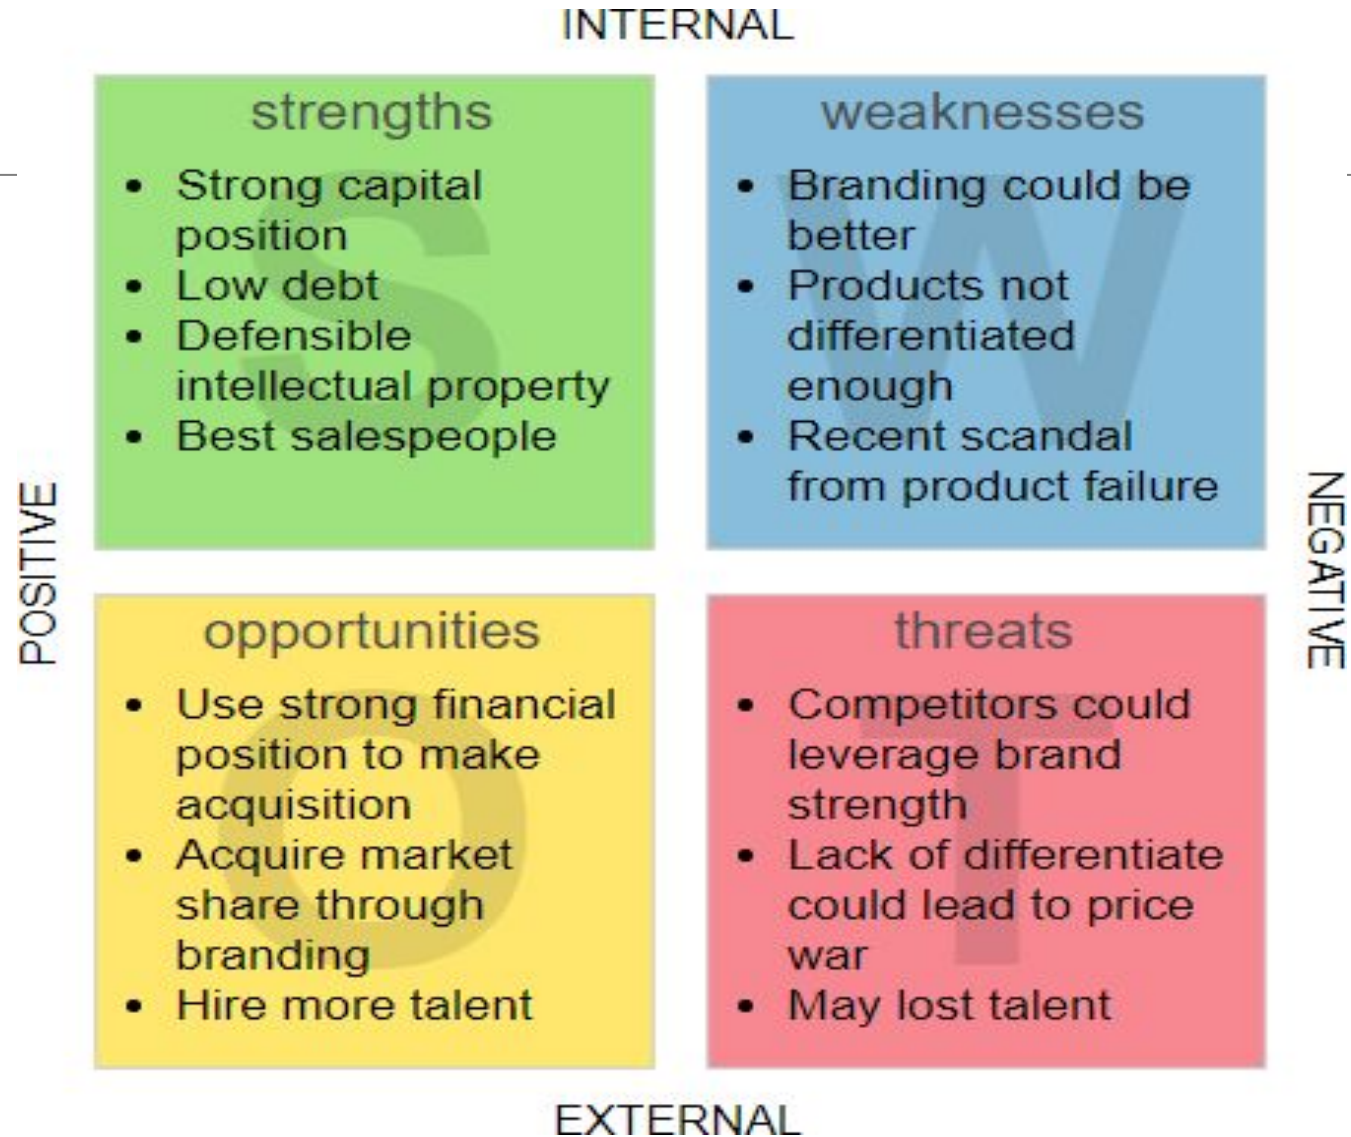 INTERNAL
strengths
• Strong capital
position
• Low debt
• Defensible
intellectual property
• Best salespeople
weaknesses
• Branding could be
better
• Products not
differentiated
enough
• Recent scandal
from product failure
POSITIVE
NEGATIVE
opportunities
• Use strong financial
position to make
acquisition
• Acquire market
share through
branding
• Hire more talent
threats
• Competitors could
leverage brand
strength
• Lack of differentiate
could lead to price
war
• May lost talent
EXTERNAL
S
W
O
T